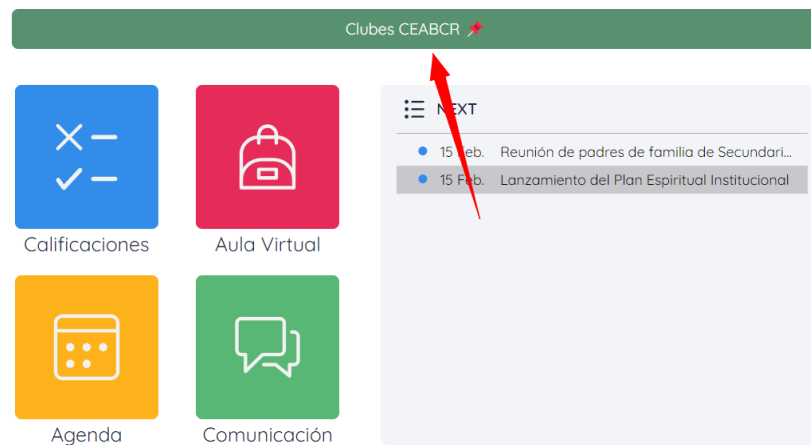 Clubes CEABCR 📌
NEXT
15 Feb. Reunión de padres de familia de Secundari...
15 Feb. Lanzamiento del Plan Espiritual Institucional
Calificaciones
Aula Virtual
Agenda
Comunicación